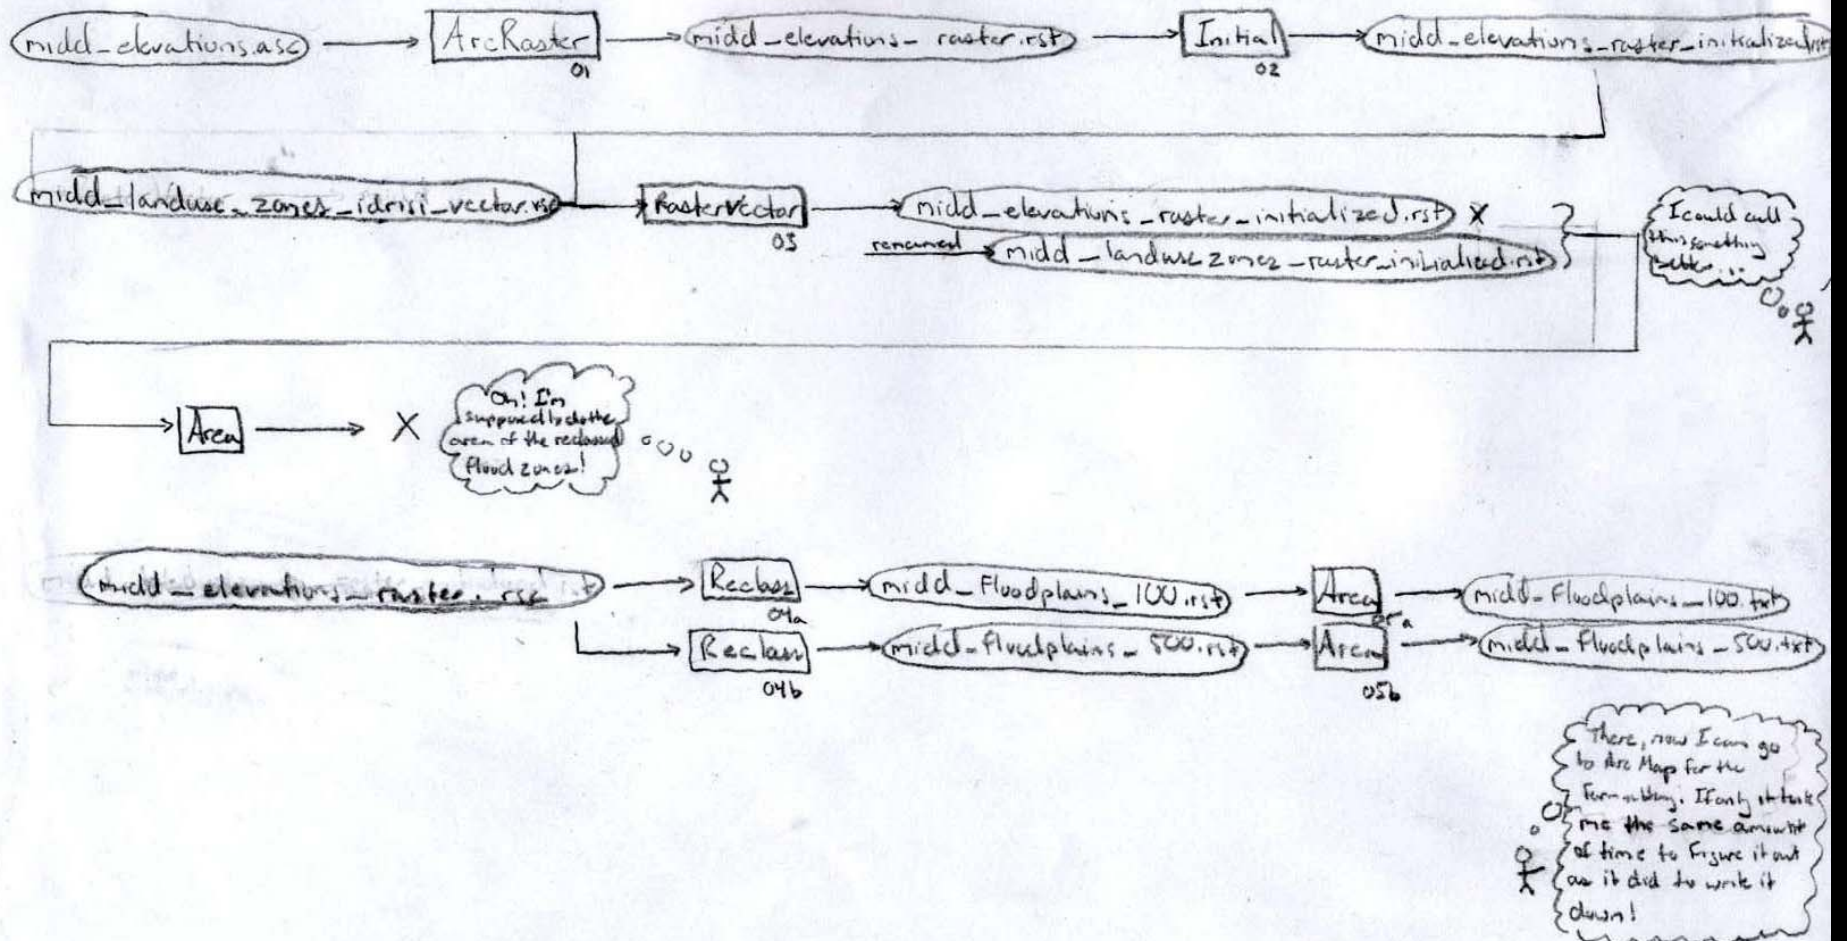 midd_elevations.asc
ArcRaster
01
midd_elevations_raster.rst
Initial
02
midd_elevations_raster_initialized.rst
midd_landuse_zones_idrisi_vector
RasterVector
03
midd_elevations_raster_initialized.rst X
renamed
midd_landusezones_raster_initialized.rst
I could call
this something
better...
Area
X
Oh! I'm
supposed to do the
area of the reclassed
flood zones!
midd_elevations_raster.rst
Reclass
04a
midd_Floodplains_100.rst
Area
05a
midd_Floodplains_100.txt
Reclass
04b
midd_floodplains_500.rst
Area
05b
midd_floodplains_500.txt
There, now I can go
to Arc Map for the
formatting. If only it took
me the same amount
of time to figure it out
as it did to write it
down!